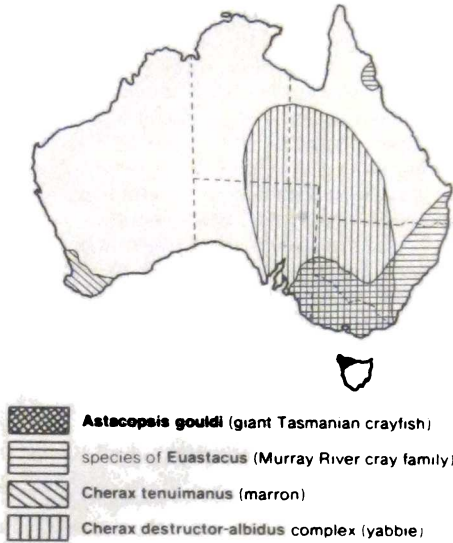 Astacopsis gouldi (giant Tasmanian crayfish)
species of Euastacus (Murray River cray family)
Cherax tenuimanus (marron)
Cherax destructor-albidus complex (yabbie)